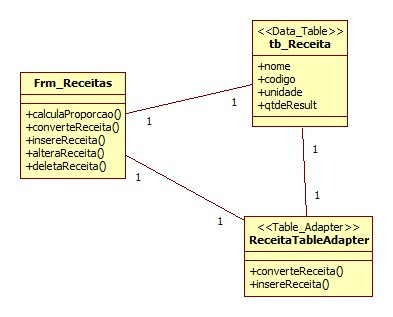 <<Data_Table>>
tb_Receita
+nome
+codigo
+unidade
+qtdeResult
Frm_Receitas
+calculaProporcao()
+converteReceita()
+insereReceita()
+alteraReceita()
+deletaReceita()
1
1
1
1
1
1
<<Table_Adapter>>
ReceitaTableAdapter
+converteReceita()
+insereReceita()